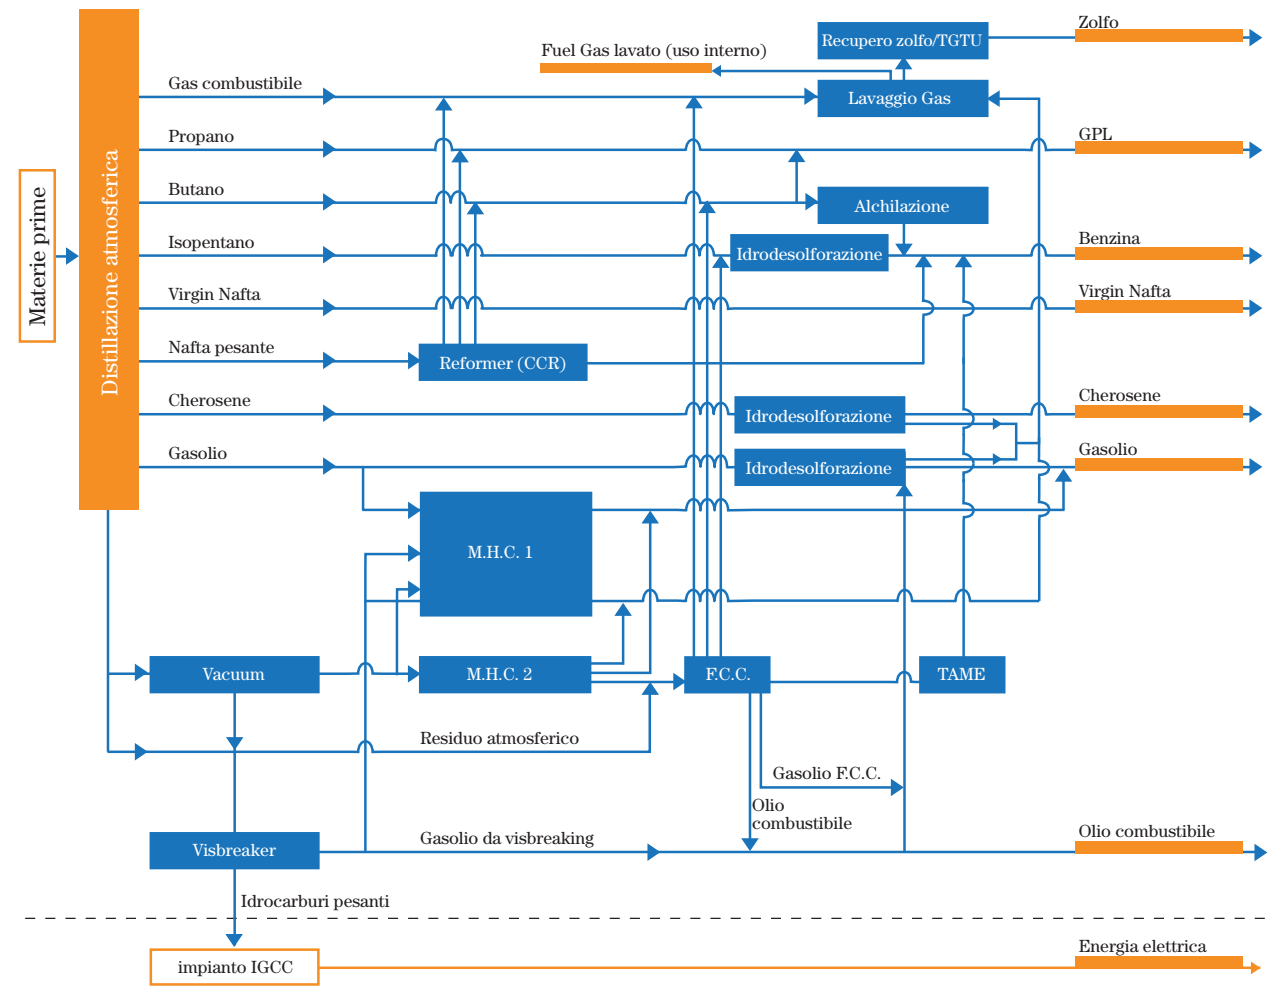 Zolfo
Recupero zolfo/TGTU
Fuel Gas lavato (uso interno)
Gas combustibile
Lavaggio Gas
Propano
GPL
Butano
Alchilazione
Isopentano
Idrodesolforazione
Benzina
Virgin Nafta
Virgin Nafta
Nafta pesante
Reformer (CCR)
Cherosene
Idrodesolforazione
Cherosene
Gasolio
Idrodesolforazione
Gasolio
Materie prime
Distillazione atmosferica
M.H.C. 1
Vacuum
M.H.C. 2
F.C.C.
TAME
Residuo atmosferico
Gasolio F.C.C.
Olio
combustibile
Visbreaker
Gasolio da visbreaking
Olio combustibile
Idrocarburi pesanti
impianto IGCC
Energia elettrica